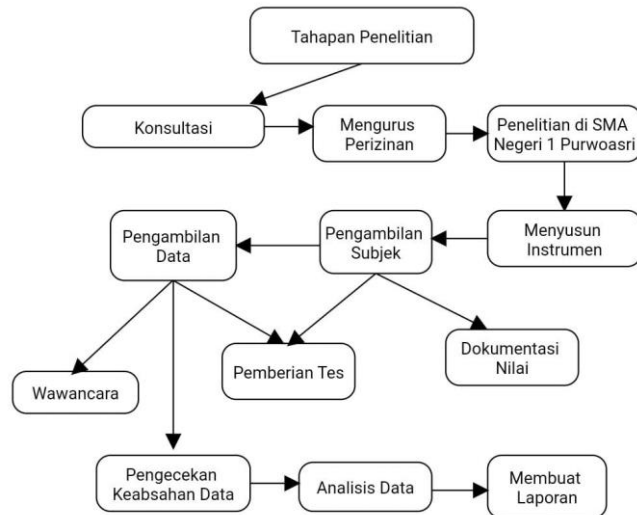 Tahapan Penelitian
Konsultasi
Mengurus
Perizinan
Penelitian di SMA
Negeri 1 Purwoasri
Menyusun
Instrumen
Pengambilan
Subjek
Pengambilan
Data
Wawancara
Pemberian Tes
Dokumentasi
Nilai
Pengecekan
Keabsahan Data
Analisis Data
Membuat
Laporan